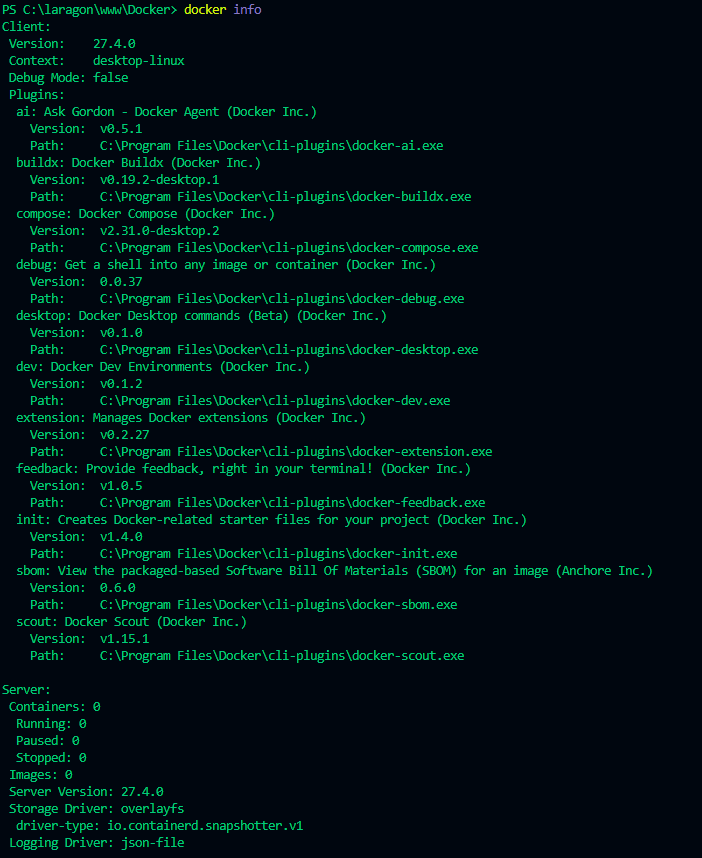 PS C:\laragon\www\Docker> docker info
Client:
 Version:    27.4.0
 Context:    desktop-linux
 Debug Mode: false
 Plugins:
  ai: Ask Gordon - Docker Agent (Docker Inc.)
    Version:  v0.5.1
    Path:     C:\Program Files\Docker\cli-plugins\docker-ai.exe
  buildx: Docker Buildx (Docker Inc.)
    Version:  v0.19.2-desktop.1
    Path:     C:\Program Files\Docker\cli-plugins\docker-buildx.exe
  compose: Docker Compose (Docker Inc.)
    Version:  v2.31.0-desktop.2
    Path:     C:\Program Files\Docker\cli-plugins\docker-compose.exe
  debug: Get a shell into any image or container (Docker Inc.)
    Version:  0.0.37
    Path:     C:\Program Files\Docker\cli-plugins\docker-debug.exe
  desktop: Docker Desktop commands (Beta) (Docker Inc.)
    Version:  v0.1.0
    Path:     C:\Program Files\Docker\cli-plugins\docker-desktop.exe
  dev: Docker Dev Environments (Docker Inc.)
    Version:  v0.1.2
    Path:     C:\Program Files\Docker\cli-plugins\docker-dev.exe
  extension: Manages Docker extensions (Docker Inc.)
    Version:  v0.2.27
    Path:     C:\Program Files\Docker\cli-plugins\docker-extension.exe
  feedback: Provide feedback, right in your terminal! (Docker Inc.)
    Version:  v1.0.5
    Path:     C:\Program Files\Docker\cli-plugins\docker-feedback.exe
  init: Creates Docker-related starter files for your project (Docker Inc.)
    Version:  v1.4.0
    Path:     C:\Program Files\Docker\cli-plugins\docker-init.exe
  sbom: View the packaged-based Software Bill Of Materials (SBOM) for an image (Anchore Inc.)
    Version:  0.6.0
    Path:     C:\Program Files\Docker\cli-plugins\docker-sbom.exe
  scout: Docker Scout (Docker Inc.)
    Version:  v1.15.1
    Path:     C:\Program Files\Docker\cli-plugins\docker-scout.exe

Server:
 Containers: 0
  Running: 0
  Paused: 0
  Stopped: 0
 Images: 0
 Server Version: 27.4.0
 Storage Driver: overlayfs
  driver-type: io.containerd.snapshotter.v1
 Logging Driver: json-file